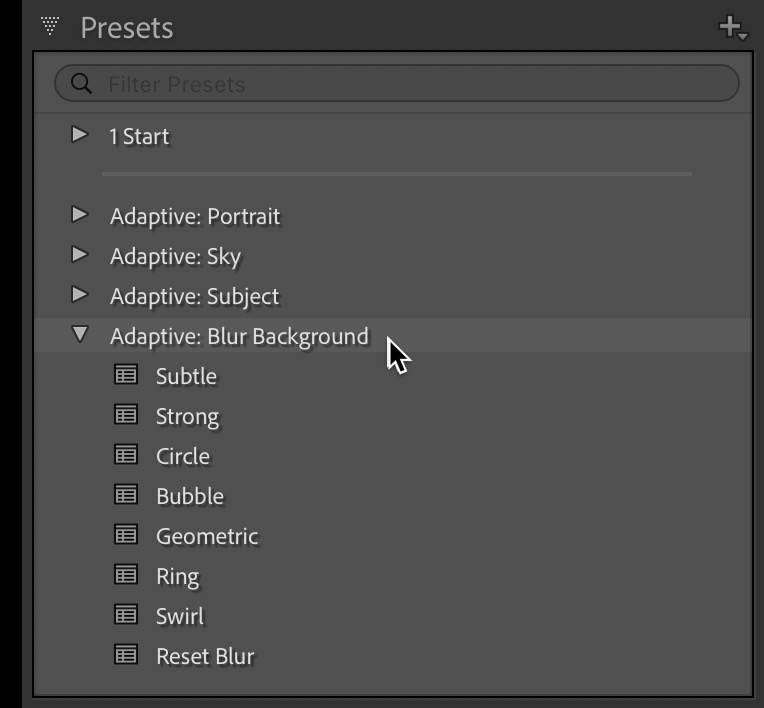 Presets
Filter Presets
1 Start
Adaptive: Portrait
Adaptive: Sky
Adaptive: Subject
Adaptive: Blur Background
Subtle
Strong
Circle
Bubble
Geometric
Ring
Swirl
Reset Blur